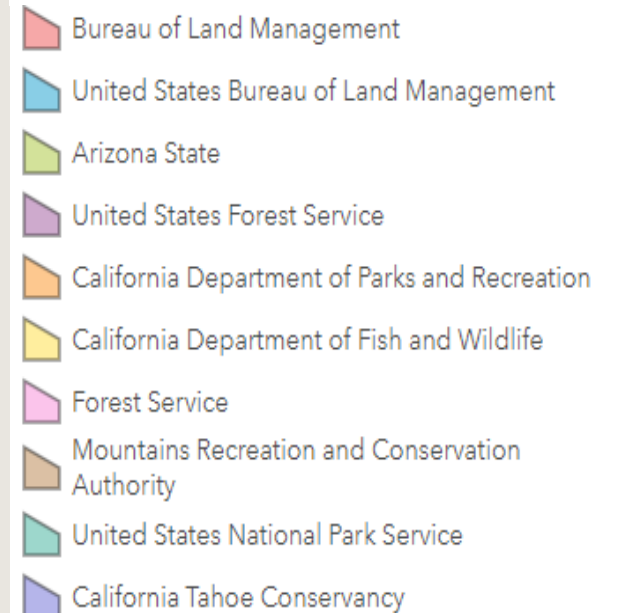 Bureau of Land Management
United States Bureau of Land Management
Arizona State
United States Forest Service
California Department of Parks and Recreation
California Department of Fish and Wildlife
Forest Service
Mountains Recreation and Conservation
Authority
United States National Park Service
California Tahoe Conservancy